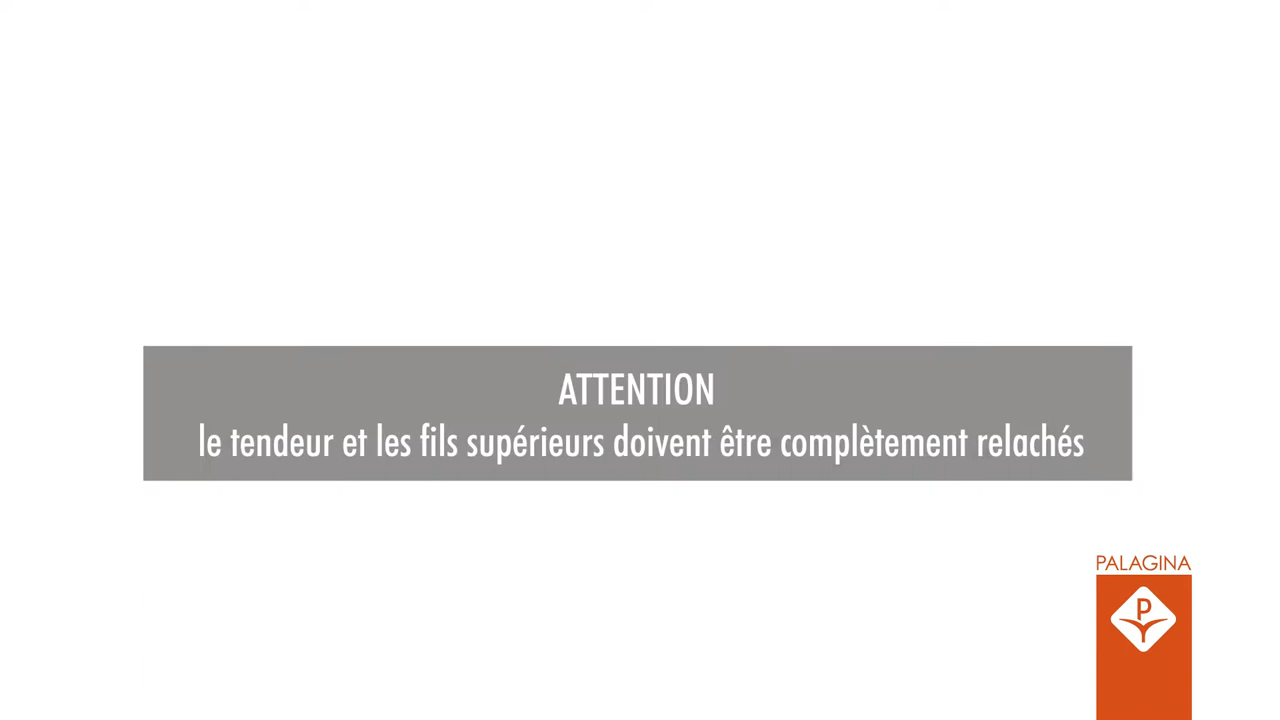 ATTENTION
le tendeur et les fils supérieurs doivent être complètement relachés
PALAGINA
P